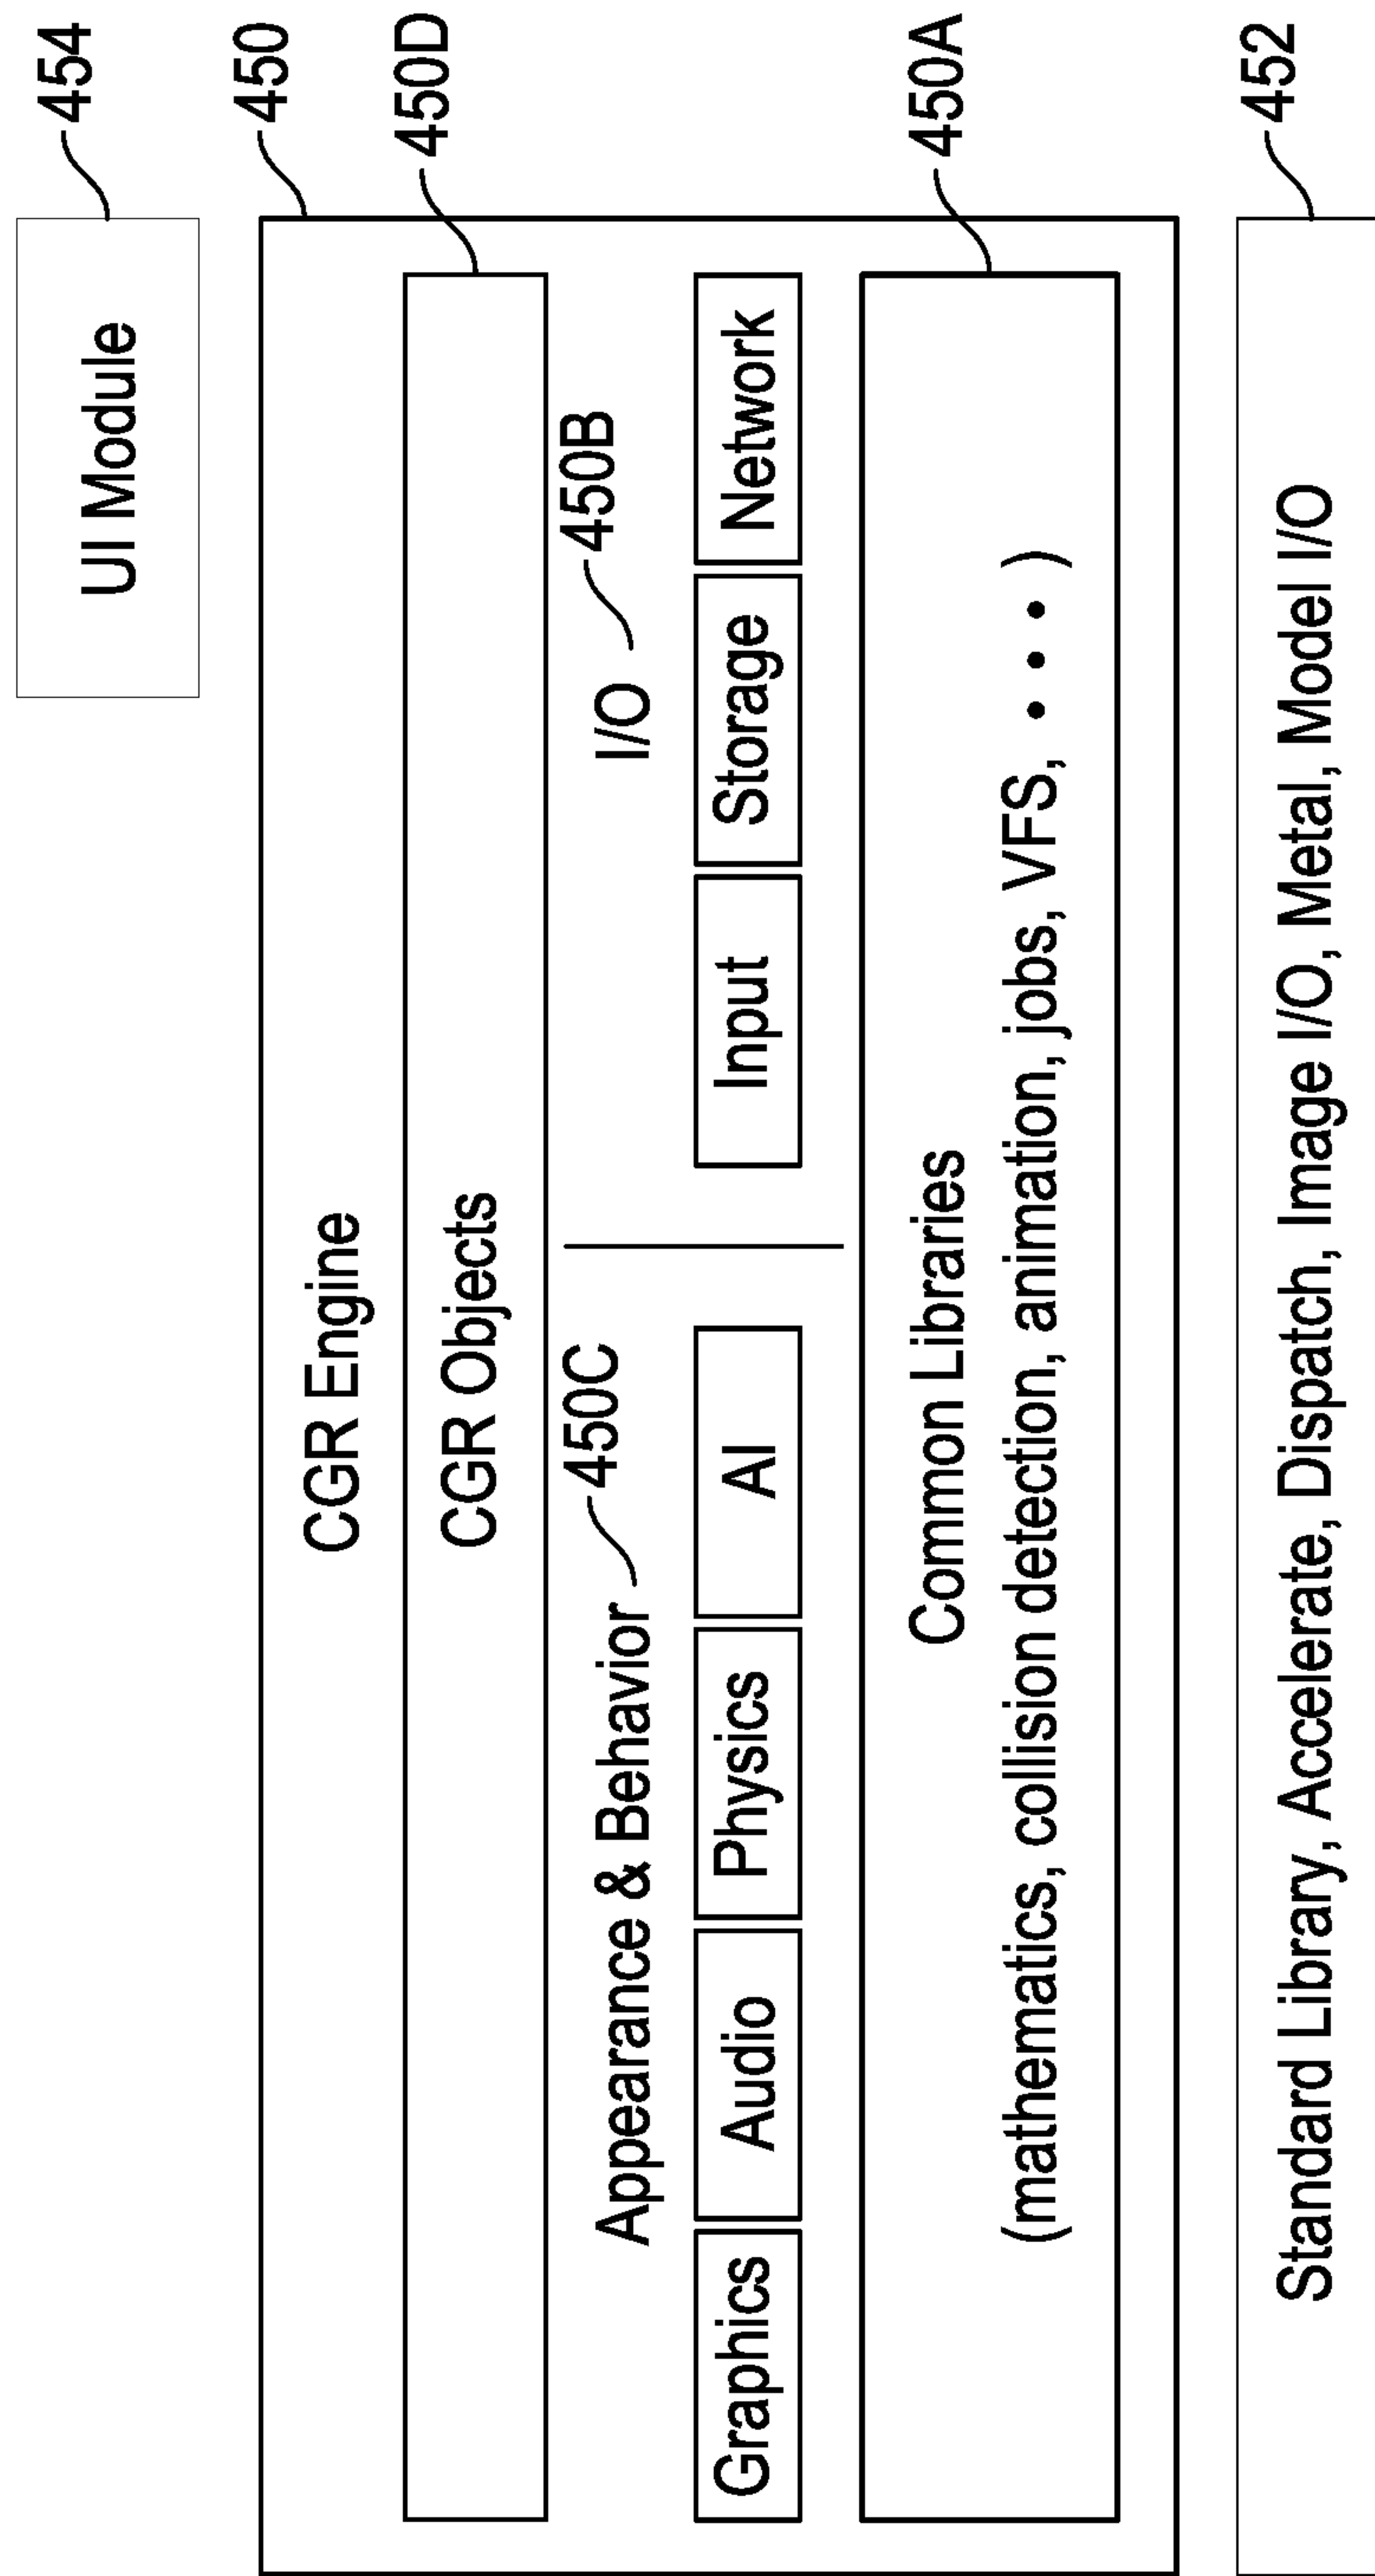 UI Module
454
450
CGR Engine
450D
CGR Objects
Appearance & Behavior
450C
I/O
450B
Graphics
Audio
Physics
AI
Input
Storage
Network
450A
Common Libraries
(mathematics, collision detection, animation, jobs, VFS, • • • )
452
Standard Library, Accelerate, Dispatch, Image I/O, Metal, Model I/O